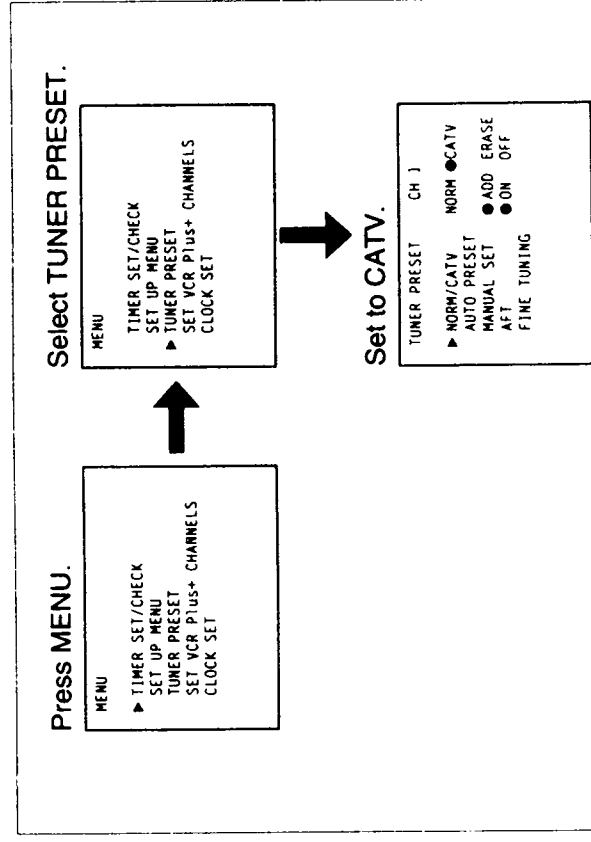 Press MENU.
MENU
▶ TIMER SET/CHECK
SET UP MENU
TUNER PRESET
SET VCR Plus+ CHANNELS
CLOCK SET
Select TUNER PRESET.
MENU
TIMER SET/CHECK
SET UP MENU
▶ TUNER PRESET
SET VCR Plus+ CHANNELS
CLOCK SET
Set to CATV.
TUNER PRESET CH 1
▶ NORM/CATV NORM ●CATV
AUTO PRESET
MANUAL SET ●ADD ERASE
AFT ●ON OFF
FINE TUNING